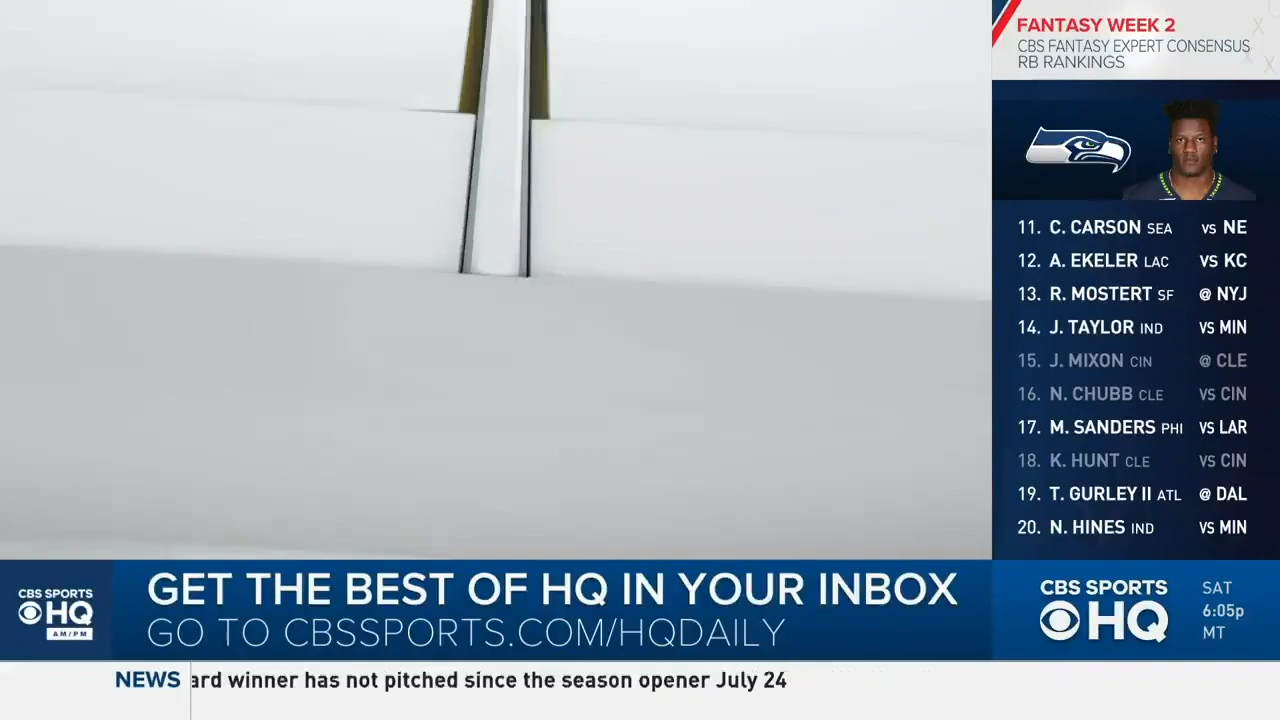 FANTASY WEEK 2
CBS FANTASY EXPERT CONSENSUS
RB RANKINGS
11. C. CARSON SEA VS NE
12. A. EKELER LAC VS KC
13. R. MOSTERT SF @ NYJ
14. J. TAYLOR IND VS MIN
15. J. MIXON CIN @ CLE
16. N. CHUBB CLE VS CIN
17. M. SANDERS PHI VS LAR
18. K. HUNT CLE VS CIN
19. T. GURLEY II ATL @ DAL
20. N. HINES IND VS MIN
CBS SPORTS
HQ
AM/PM
GET THE BEST OF HQ IN YOUR INBOX
GO TO CBSSPORTS.COM/HQDAILY
CBS SPORTS
HQ
SAT
6:05p
MT
NEWS ard winner has not pitched since the season opener July 24